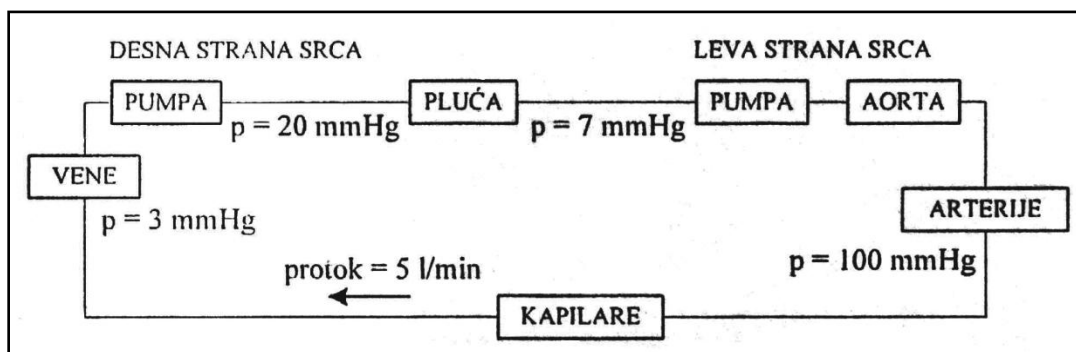 DESNA STRANA SRCA
LEVA STRANA SRCA
PUMPA
PLUĆA
PUMPA
AORTA
p = 20 mmHg
p = 7 mmHg
VENE
ARTERIJE
p = 3 mmHg
p = 100 mmHg
protok = 5 l/min
KAPILARE